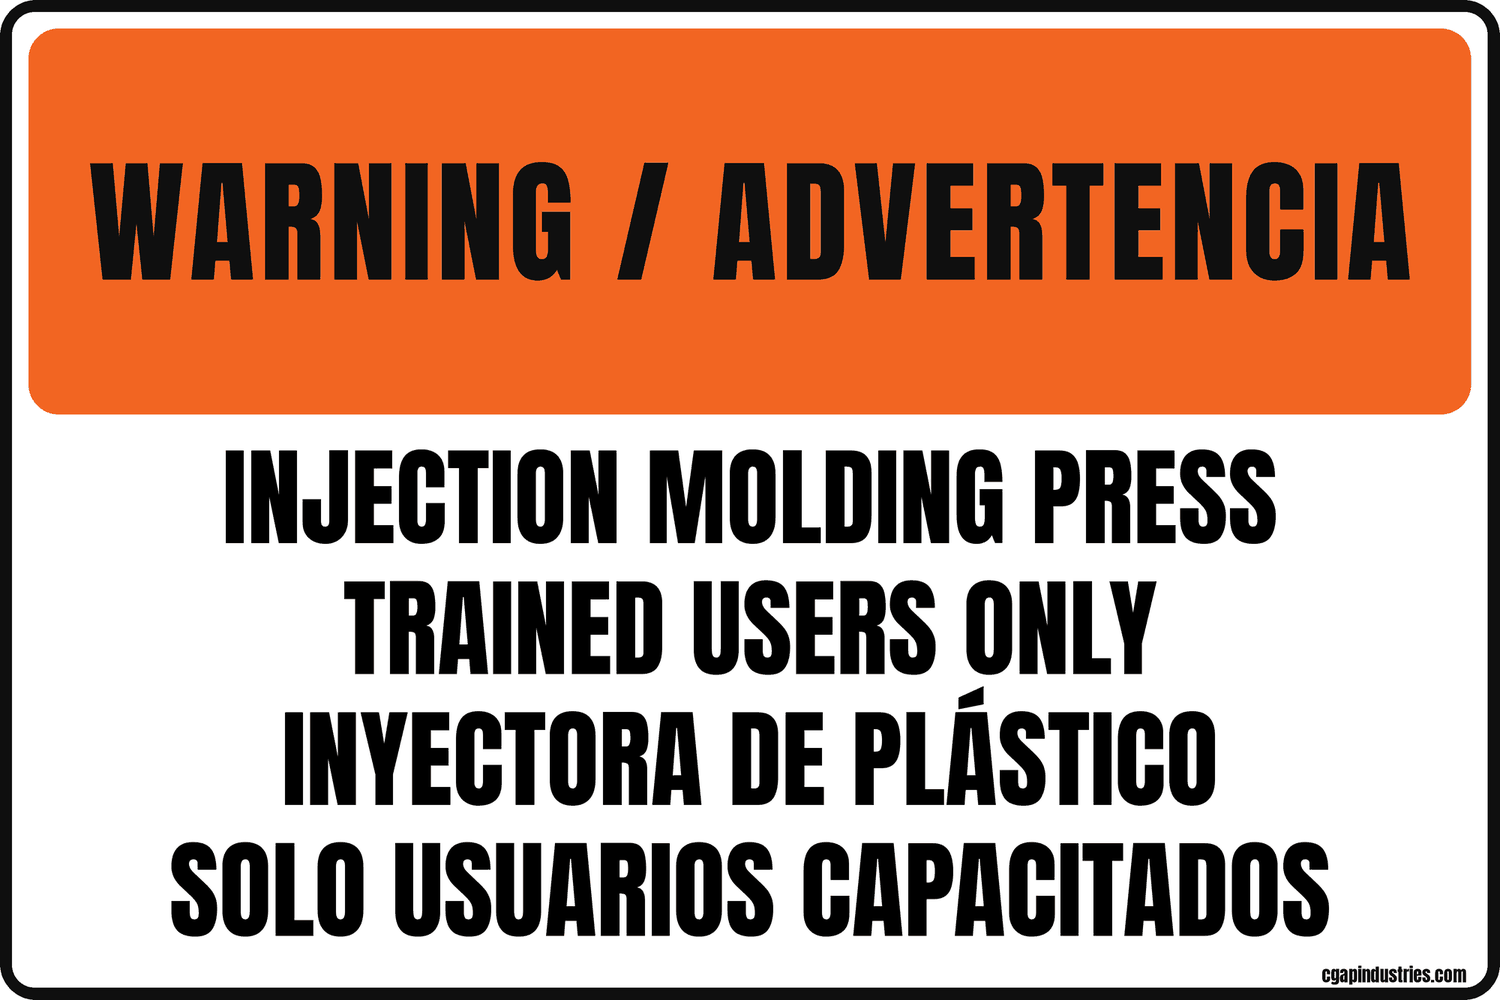 WARNING / ADVERTENCIA
INJECTION MOLDING PRESS
TRAINED USERS ONLY
INYECTORA DE PLÁSTICO
SOLO USUARIOS CAPACITADOS
cgapindustries.com